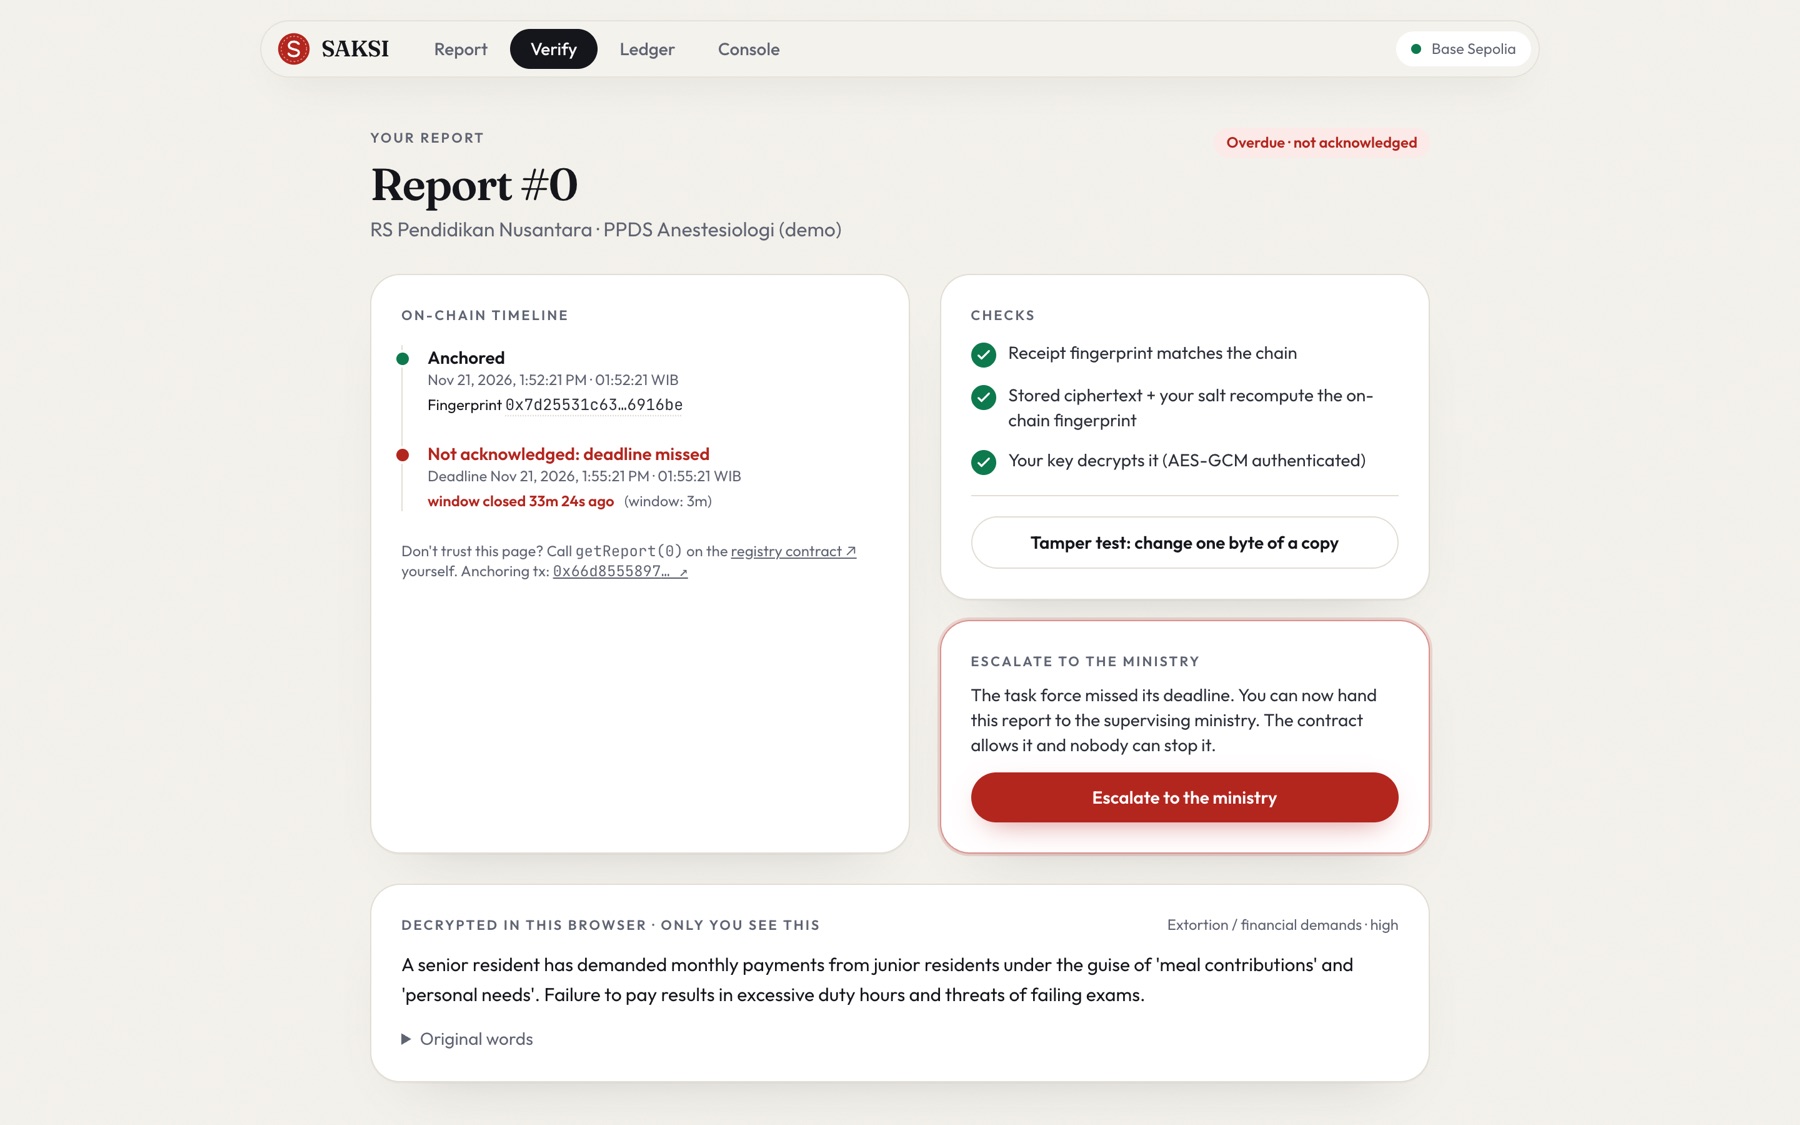 S SAKSI Report Verify Ledger Console Base Sepolia
YOUR REPORT
Overdue · not acknowledged
Report #0
RS Pendidikan Nusantara · PPDS Anestesiologi (demo)
ON-CHAIN TIMELINE
Anchored
Nov 21, 2026, 1:52:21 PM · 01:52:21 WIB
Fingerprint 0x7d25531c63…6916be
Not acknowledged: deadline missed
Deadline Nov 21, 2026, 1:55:21 PM · 01:55:21 WIB
window closed 33m 24s ago (window: 3m)
Don't trust this page? Call getReport(0) on the registry contract ↗
yourself. Anchoring tx: 0x66d8555897… ↗
CHECKS
Receipt fingerprint matches the chain
Stored ciphertext + your salt recompute the on-
chain fingerprint
Your key decrypts it (AES-GCM authenticated)
Tamper test: change one byte of a copy
ESCALATE TO THE MINISTRY
The task force missed its deadline. You can now hand
this report to the supervising ministry. The contract
allows it and nobody can stop it.
Escalate to the ministry
DECRYPTED IN THIS BROWSER · ONLY YOU SEE THIS
Extortion / financial demands · high
A senior resident has demanded monthly payments from junior residents under the guise of 'meal contributions' and
'personal needs'. Failure to pay results in excessive duty hours and threats of failing exams.
▶ Original words